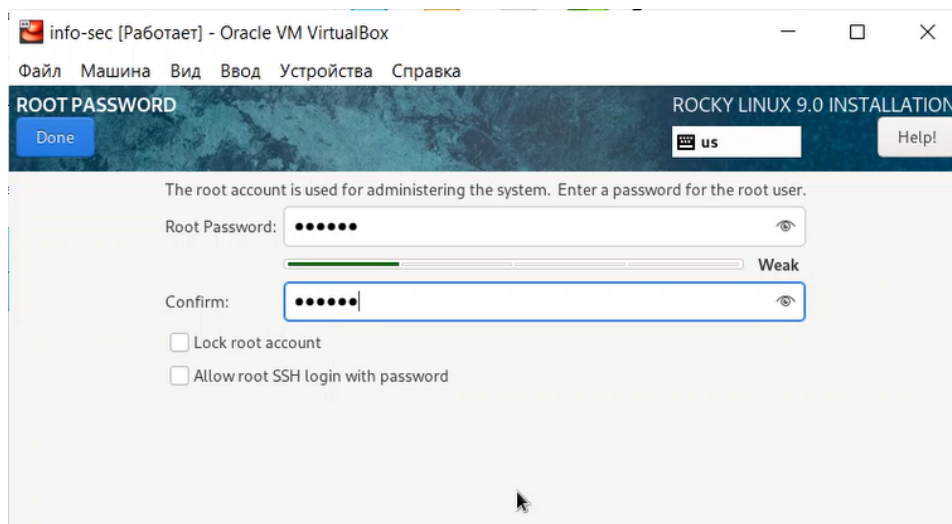 info-sec [Работает] - Oracle VM VirtualBox
Файл Машина Вид Ввод Устройства Справка
ROOT PASSWORD
ROCKY LINUX 9.0 INSTALLATION
Done
us
Help!
The root account is used for administering the system. Enter a password for the root user.
Root Password: ●●●●●●
Weak
Confirm: ●●●●●●
Lock root account
Allow root SSH login with password